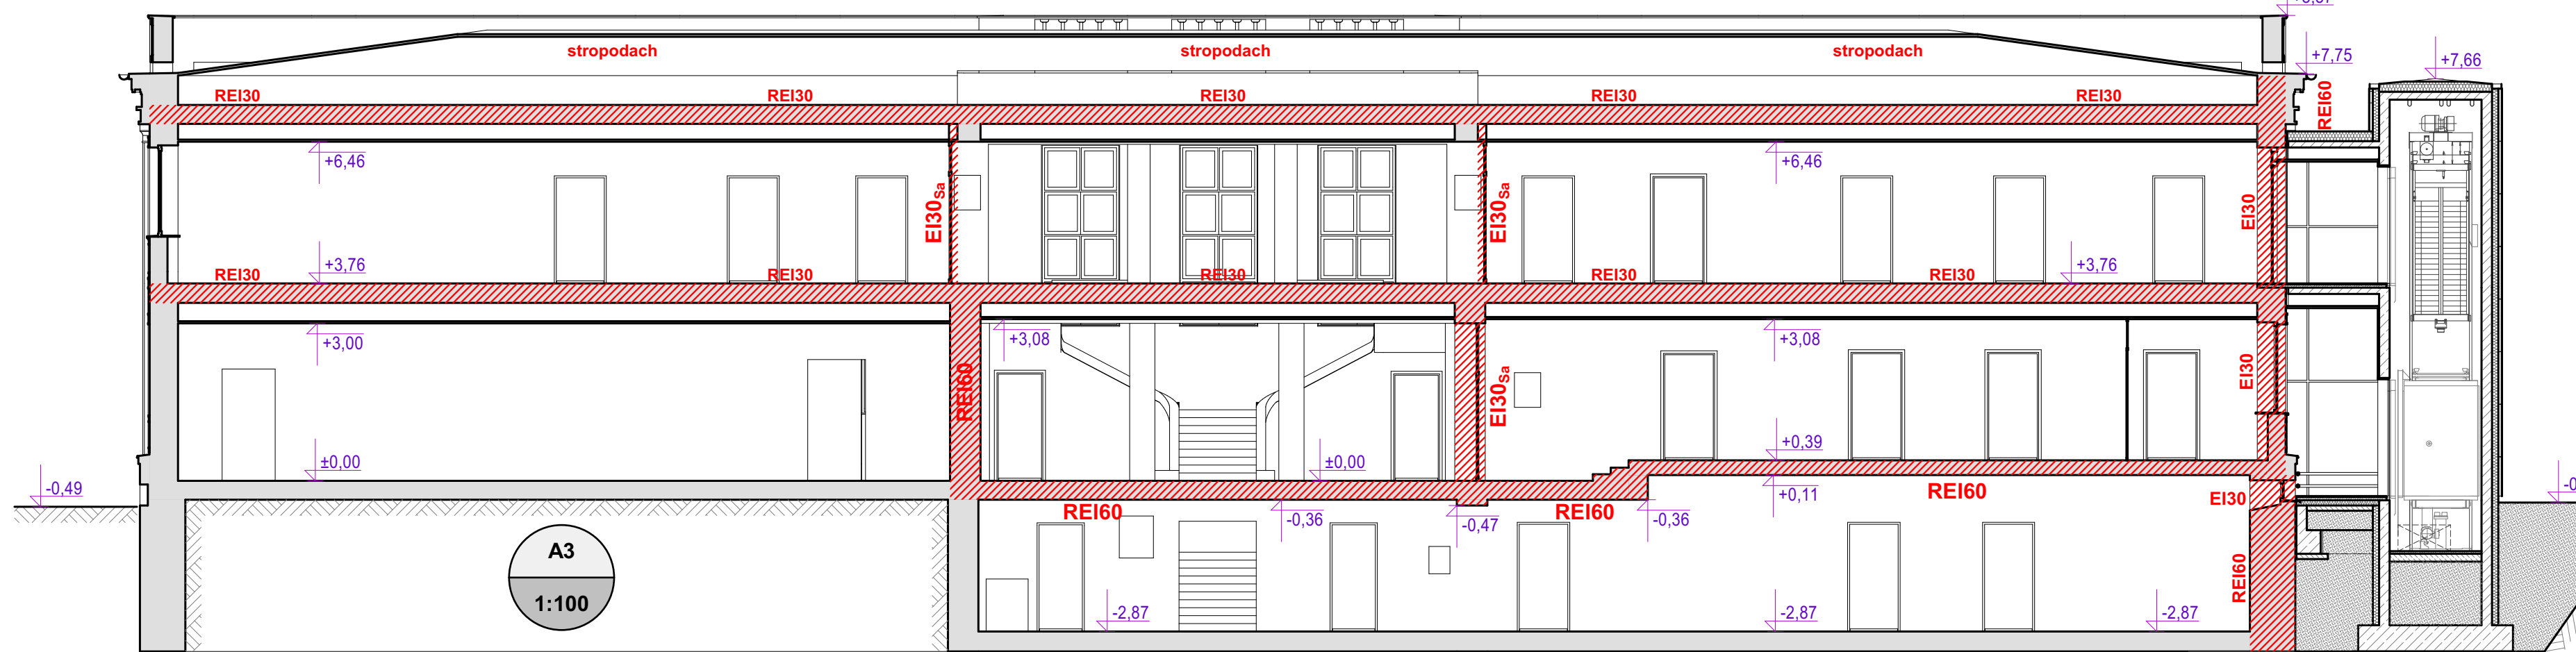 stropodach stropodach stropodach
+7,75 +7,66
REI30 REI30 REI30 REI30 REI30
REI60
+6,46 +6,46
EI30Sa EI30Sa EI30
+3,76 +3,76
REI30 REI30 REI30 REI30 REI30
+3,00 +3,08 +3,08
REI60 EI30Sa EI30
+0,39
±0,00 ±0,00
-0,49 +0,11 REI60 EI30
REI60 -0,36 -0,47 REI60 -0,36
A3
1:100
REI60
-2,87 -2,87 -2,87